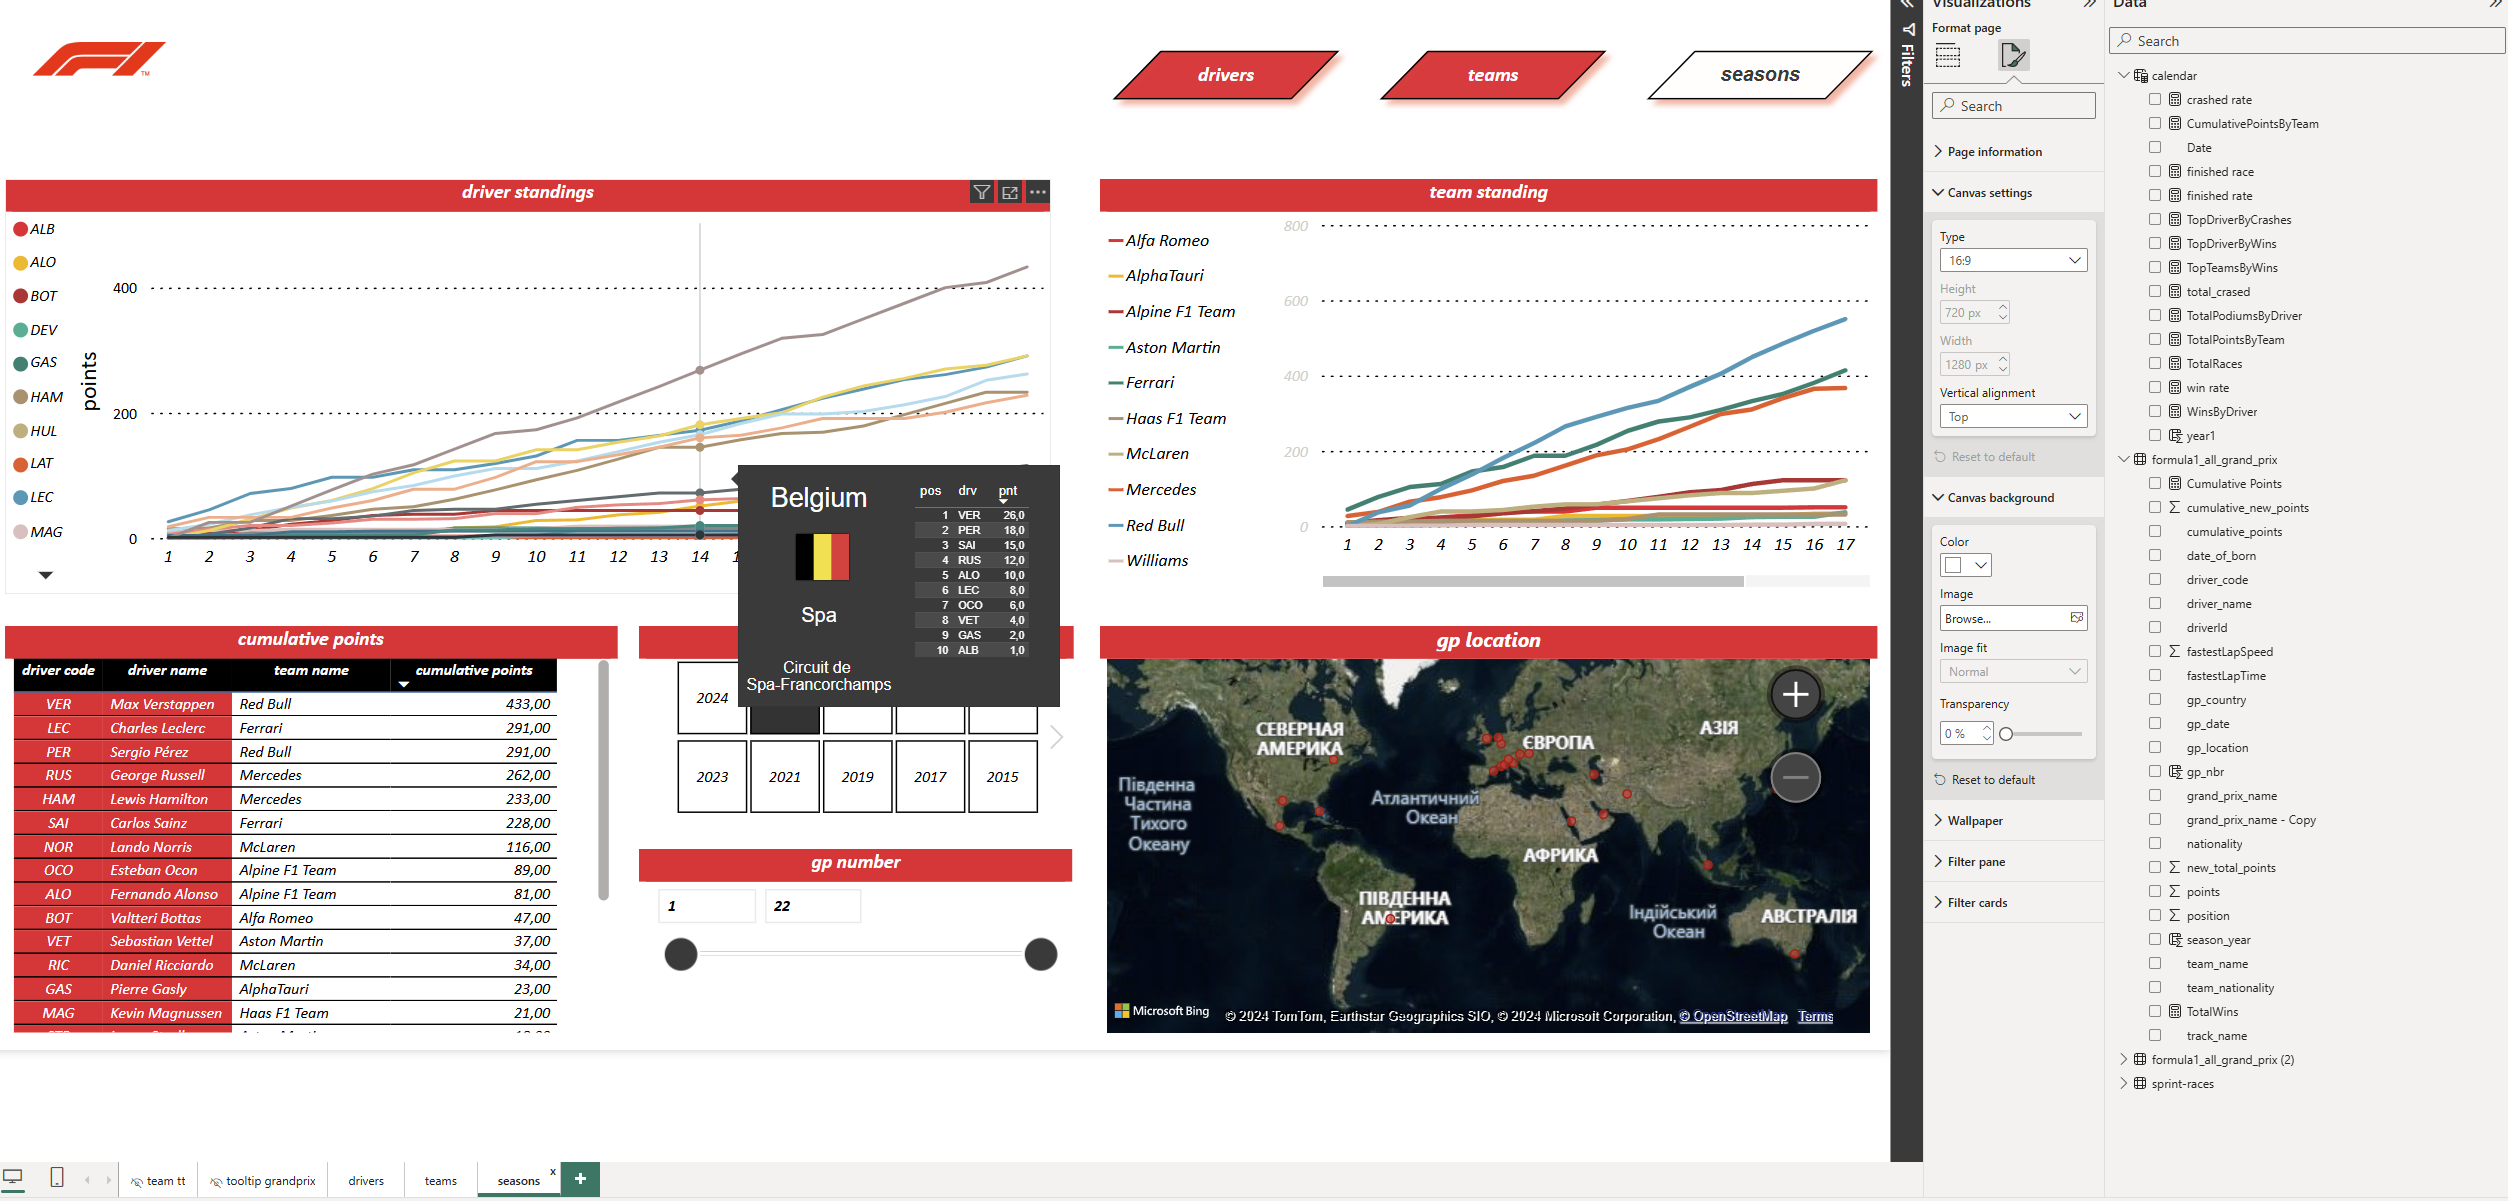 F1
TM
drivers
teams
seasons
driver standings
ALB
ALO
BOT
DEV
GAS
HAM
HUL
LAT
LEC
MAG
points
400
200
0
1 2 3 4 5 6 7 8 9 10 11 12 13 14 1
Belgium
Spa
Circuit de
Spa-Francorchamps
pos drv pnt
1 VER 26,0
2 PER 18,0
3 SAI 15,0
4 RUS 12,0
5 ALO 10,0
6 LEC 8,0
7 OCO 6,0
8 VET 4,0
9 GAS 2,0
10 ALB 1,0
team standing
Alfa Romeo
AlphaTauri
Alpine F1 Team
Aston Martin
Ferrari
Haas F1 Team
McLaren
Mercedes
Red Bull
Williams
800
600
400
200
0
1 2 3 4 5 6 7 8 9 10 11 12 13 14 15 16 17
cumulative points
driver code driver name team name cumulative points
VER Max Verstappen Red Bull 433,00
LEC Charles Leclerc Ferrari 291,00
PER Sergio Pérez Red Bull 291,00
RUS George Russell Mercedes 262,00
HAM Lewis Hamilton Mercedes 233,00
SAI Carlos Sainz Ferrari 228,00
NOR Lando Norris McLaren 116,00
OCO Esteban Ocon Alpine F1 Team 89,00
ALO Fernando Alonso Alpine F1 Team 81,00
BOT Valtteri Bottas Alfa Romeo 47,00
VET Sebastian Vettel Aston Martin 37,00
RIC Daniel Ricciardo McLaren 34,00
GAS Pierre Gasly AlphaTauri 23,00
MAG Kevin Magnussen Haas F1 Team 21,00
2024
2023 2021 2019 2017 2015
gp number
1 22
gp location
СЕВЕРНАЯ
АМЕРИКА
ЄВРОПА
АЗІЯ
Південна
Частина
Тихого
Океану
Атлантичний
Океан
АФРИКА
ПІВДЕННА
АМЕРИКА
Індійський
Океан
АВСТРАЛІЯ
Microsoft Bing
© 2024 TomTom, Earthstar Geographics SIO, © 2024 Microsoft Corporation, © OpenStreetMap Terms
team tt
tooltip grandprix
drivers
teams
seasons x
+
Filters
Visualizations
Format page
Search
Page information
Canvas settings
Type
16:9
Height
720 px
Width
1280 px
Vertical alignment
Top
Reset to default
Canvas background
Color
Image
Browse...
Image fit
Normal
Transparency
0 %
Reset to default
Wallpaper
Filter pane
Filter cards
Data
Search
calendar
crashed rate
CumulativePointsByTeam
Date
finished race
finished rate
TopDriverByCrashes
TopDriverByWins
TopTeamsByWins
total_crased
TotalPodiumsByDriver
TotalPointsByTeam
TotalRaces
win rate
WinsByDriver
year1
formula1_all_grand_prix
Cumulative Points
cumulative_new_points
cumulative_points
date_of_born
driver_code
driver_name
driverId
fastestLapSpeed
fastestLapTime
gp_country
gp_date
gp_location
gp_nbr
grand_prix_name
grand_prix_name - Copy
nationality
new_total_points
points
position
season_year
team_name
team_nationality
TotalWins
track_name
formula1_all_grand_prix (2)
sprint-races